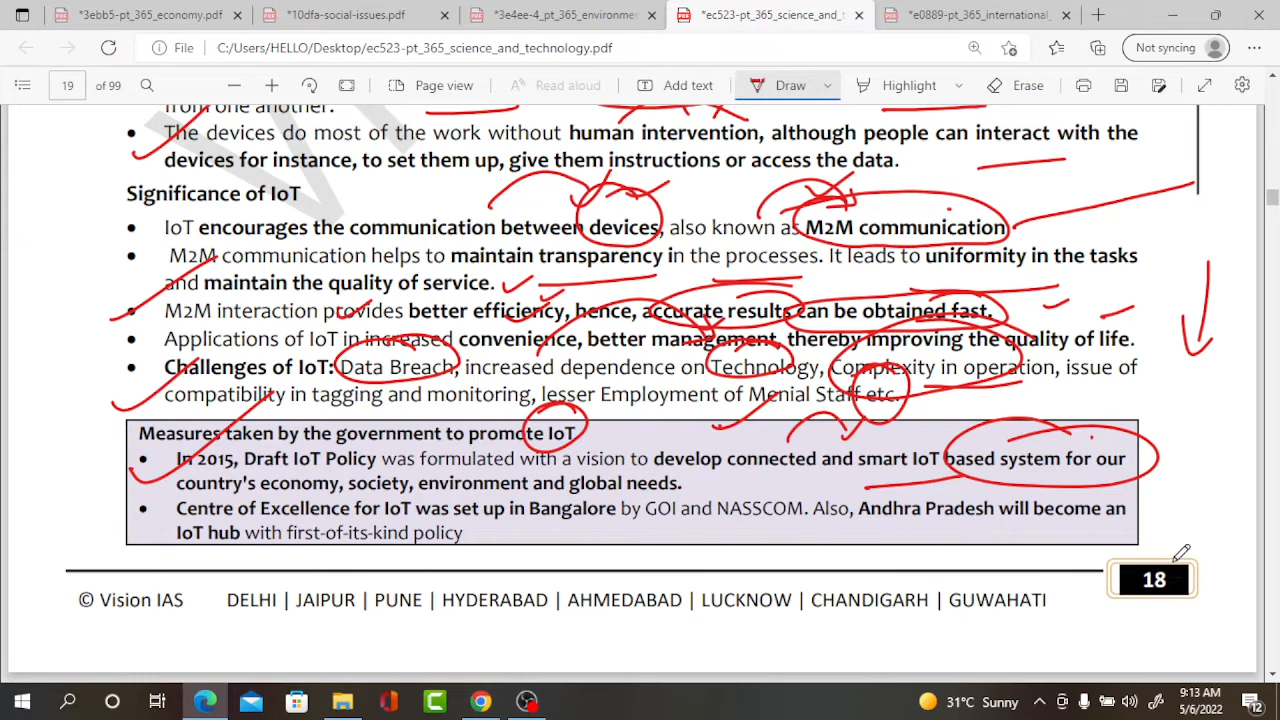 *3ebb5-pt_365_economy.pdf
*10dfa-social-issues.pdf
*3e4ee-4_pt_365_environme
*ec523-pt_365_science_and_t
*e0889-pt_365_international_
File
C:/Users/HELLO/Desktop/ec523-pt_365_science_and_technology.pdf
Not syncing
19 of 99
Page view
Read aloud
Add text
Draw
Highlight
Erase
from one another.
• The devices do most of the work without human intervention, although people can interact with the
devices for instance, to set them up, give them instructions or access the data.
Significance of IoT
• IoT encourages the communication between devices, also known as M2M communication.
• M2M communication helps to maintain transparency in the processes. It leads to uniformity in the tasks
and maintain the quality of service.
• M2M interaction provides better efficiency, hence, accurate results can be obtained fast.
• Applications of IoT in increased convenience, better management, thereby improving the quality of life.
• Challenges of IoT: Data Breach, increased dependence on Technology, Complexity in operation, issue of
compatibility in tagging and monitoring, lesser Employment of Menial Staff etc.
Measures taken by the government to promote IoT
• In 2015, Draft IoT Policy was formulated with a vision to develop connected and smart IoT based system for our
country's economy, society, environment and global needs.
• Centre of Excellence for IoT was set up in Bangalore by GOI and NASSCOM. Also, Andhra Pradesh will become an
IoT hub with first-of-its-kind policy
18
© Vision IAS DELHI | JAIPUR | PUNE | HYDERABAD | AHMEDABAD | LUCKNOW | CHANDIGARH | GUWAHATI
31°C Sunny
9:13 AM
5/6/2022
12